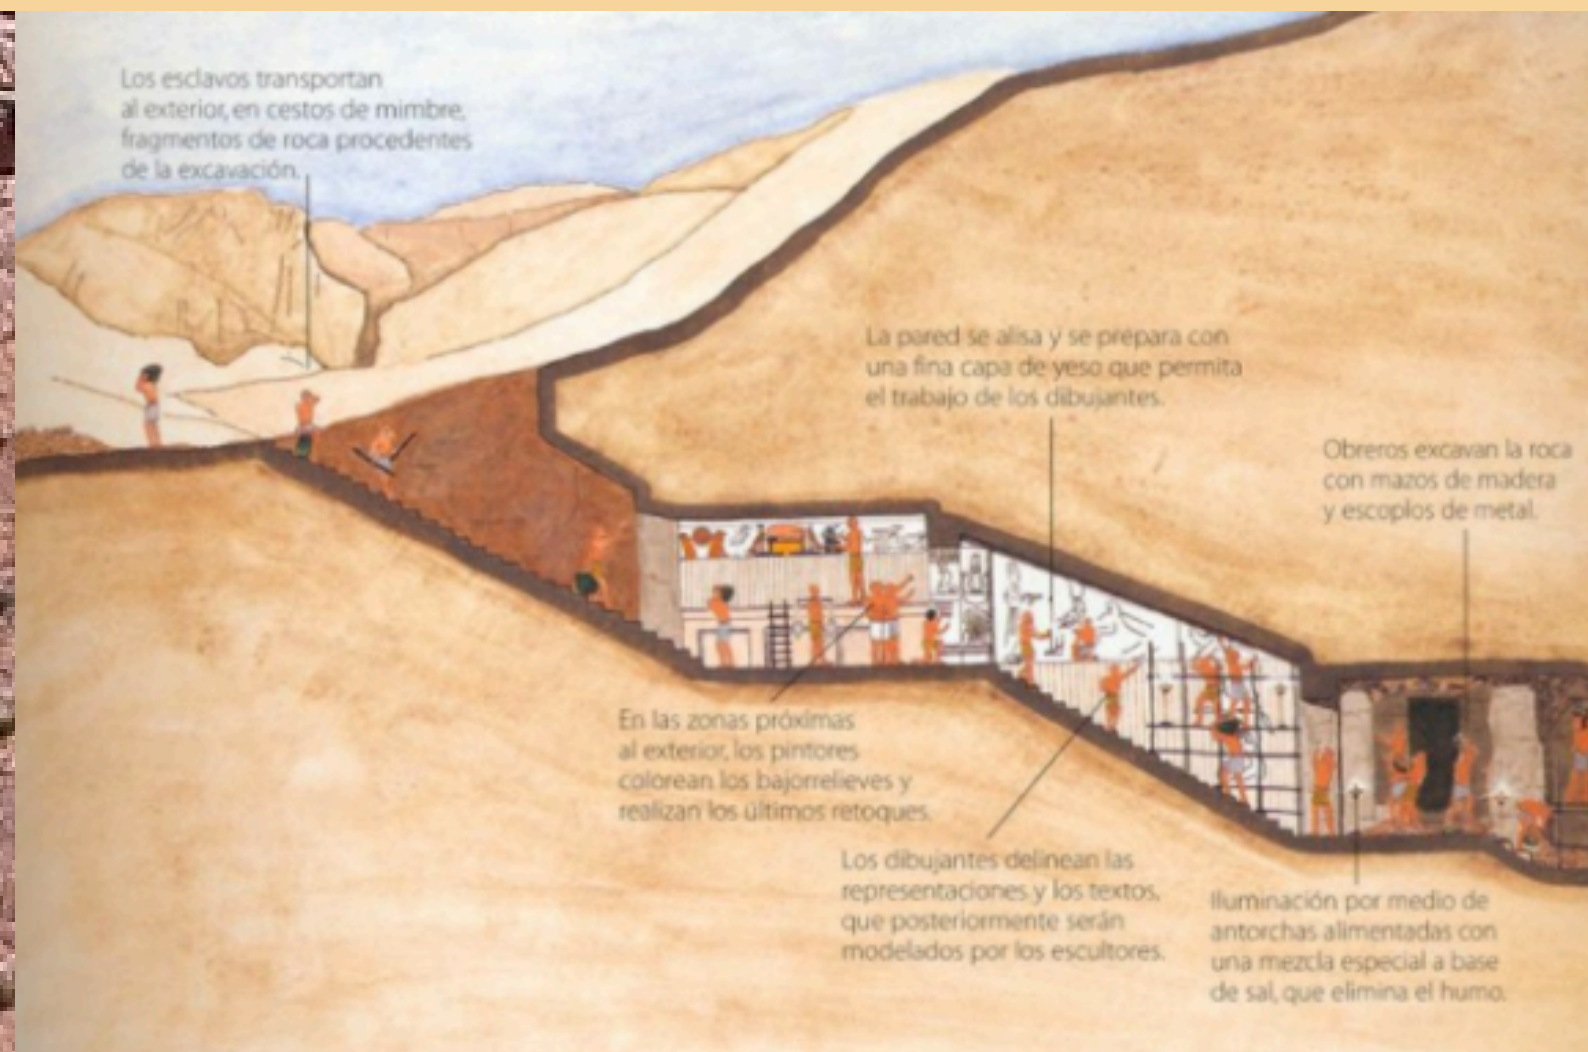 Los esclavos transportan
al exterior, en cestos de mimbre,
fragmentos de roca procedentes
de la excavación.
La pared se alisa y se prepara con
una fina capa de yeso que permita
el trabajo de los dibujantes.
Obreros excavan la roca
con mazos de madera
y escoplos de metal.
En las zonas próximas
al exterior, los pintores
colorean los bajorrelieves y
realizan los últimos retoques.
Los dibujantes delinean las
representaciones y los textos,
que posteriormente serán
modelados por los escultores.
Iluminación por medio de
antorchas alimentadas con
una mezcla especial a base
de sal, que elimina el humo.